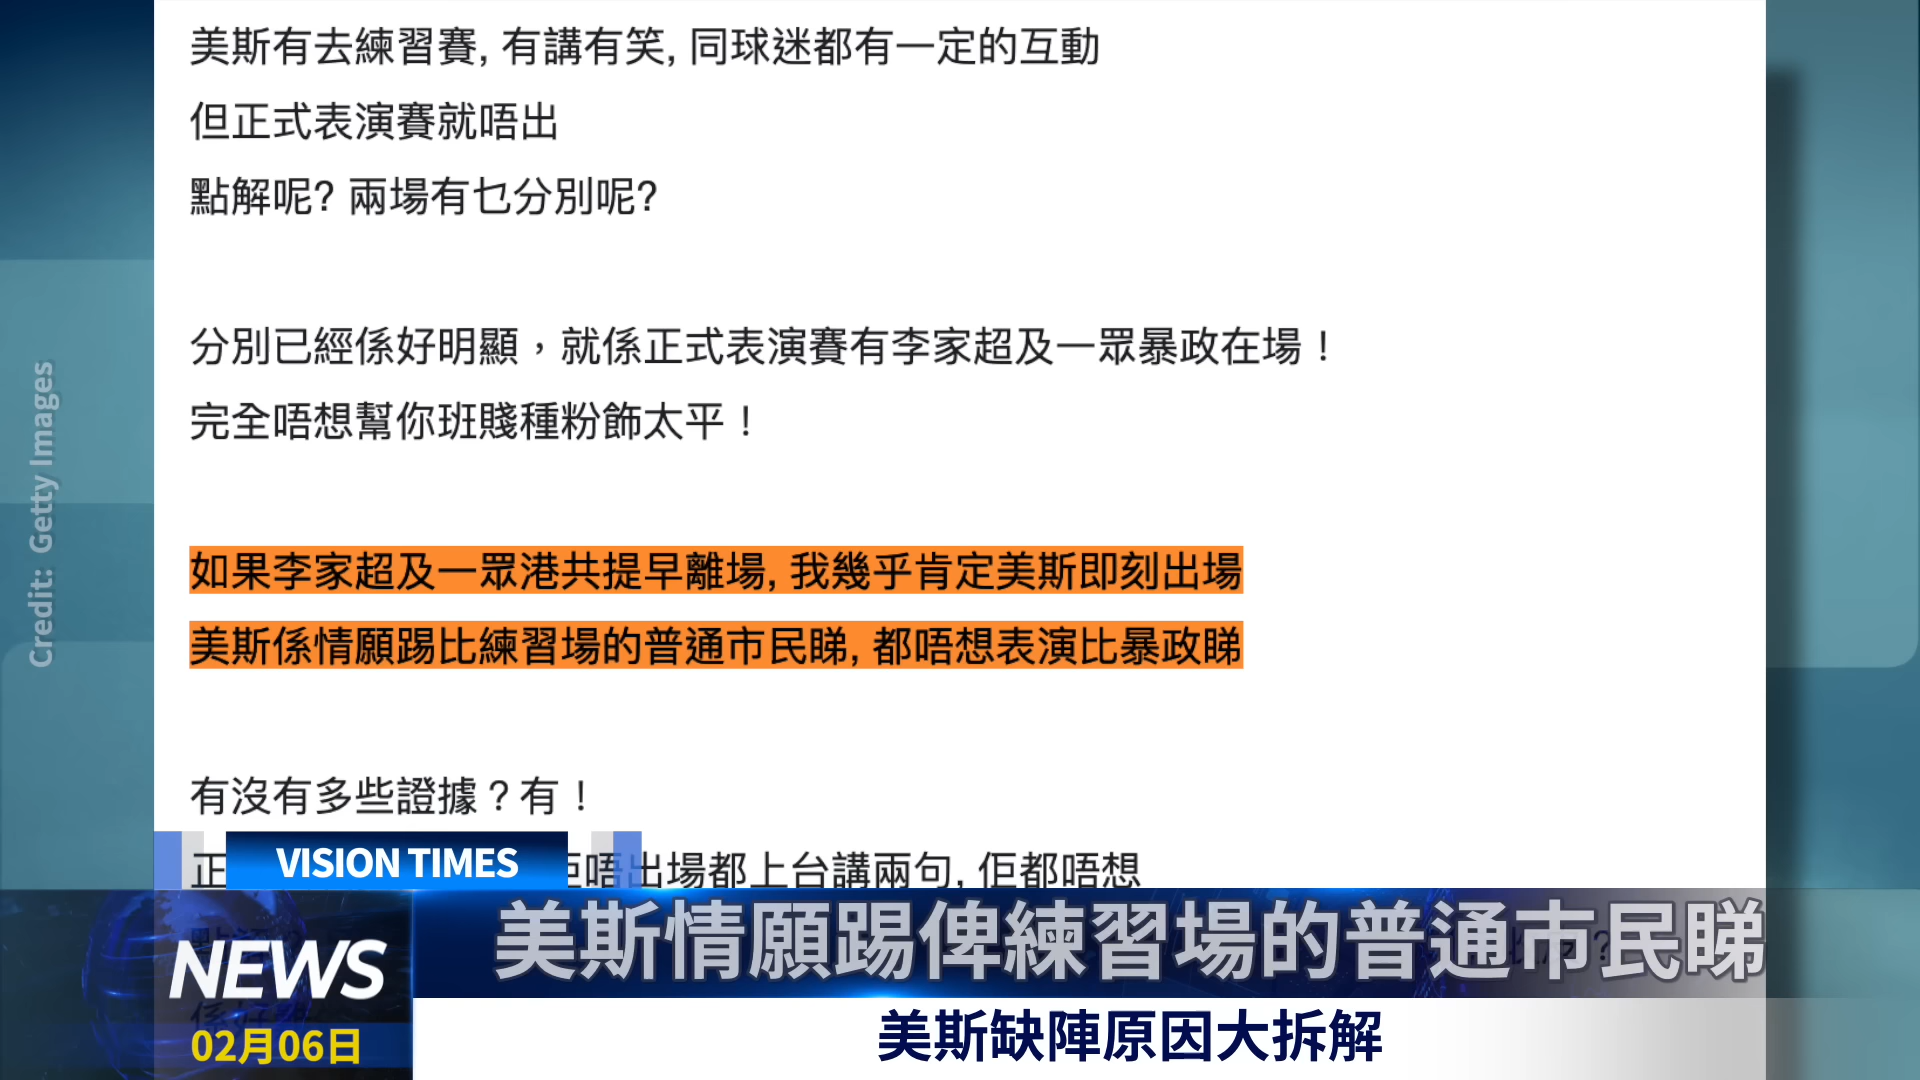 美斯有去練習賽, 有講有笑, 同球迷都有一定的互動
但正式表演賽就唔出
點解呢? 兩場有乜分別呢?
分別已經係好明顯，就係正式表演賽有李家超及一眾暴政在場！
完全唔想幫你班賤種粉飾太平！
如果李家超及一眾港共提早離場, 我幾乎肯定美斯即刻出場
美斯係情願踢比練習場的普通市民睇, 都唔想表演比暴政睇
有沒有多些證據？有！
正 唔出場都上台講兩句, 佢都唔想
Credit: Getty Images
VISION TIMES
美斯情願踢俾練習場的普通市民睇
NEWS
02月06日
美斯缺陣原因大拆解